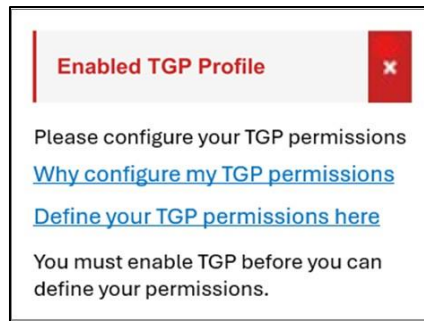 Enabled TGP Profile
Please configure your TGP permissions
Why configure my TGP permissions
Define your TGP permissions here
You must enable TGP before you can
define your permissions.